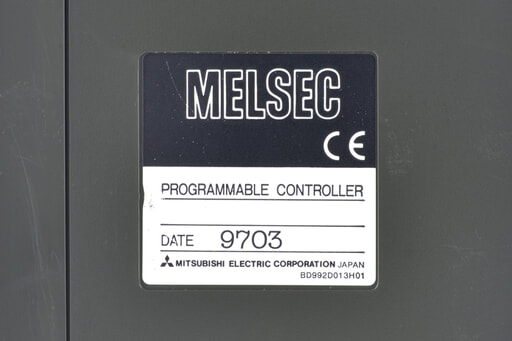 MELSEC
CE
PROGRAMMABLE CONTROLLER
DATE 9703
MITSUBISHI ELECTRIC CORPORATION JAPAN
BD992D013H01